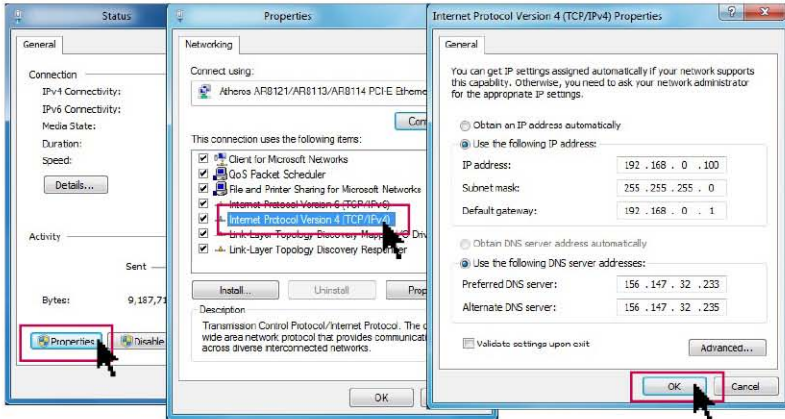 Status
General
Connection
IPv4 Connectivity:
IPv6 Connectivity:
Media State:
Duration:
Speed:
Details...
Activity
Sent
Bytes: 9,187,71
Properties Disable
Properties
Networking
Connect using:
Atheros AR8121/AR8113/AR8114 PCI-E Etherne
Con
This connection uses the following items:
Client for Microsoft Networks
QoS Packet Scheduler
File and Printer Sharing for Microsoft Networks
Internet Protocol Version 6 (TCP/IPv6)
Internet Protocol Version 4 (TCP/IPv4)
Link-Layer Topology Discovery Mapper I/O Driv
Link-Layer Topology Discovery Responder
Install... Uninstall Prop
Description
Transmission Control Protocol/Internet Protocol. The d
wide area network protocol that provides communicati
across diverse interconnected networks.
OK
Internet Protocol Version 4 (TCP/IPv4) Properties
General
You can get IP settings assigned automatically if your network supports
this capability. Otherwise, you need to ask your network administrator
for the appropriate IP settings.
Obtain an IP address automatically
Use the following IP address:
IP address: 192 . 168 . 0 . 100
Subnet mask: 255 . 255 . 255 . 0
Default gateway: 192 . 168 . 0 . 1
Obtain DNS server address automatically
Use the following DNS server addresses:
Preferred DNS server: 156 . 147 . 32 . 233
Alternate DNS server: 156 . 147 . 32 . 235
Validate settings upon exit
Advanced...
OK Cancel